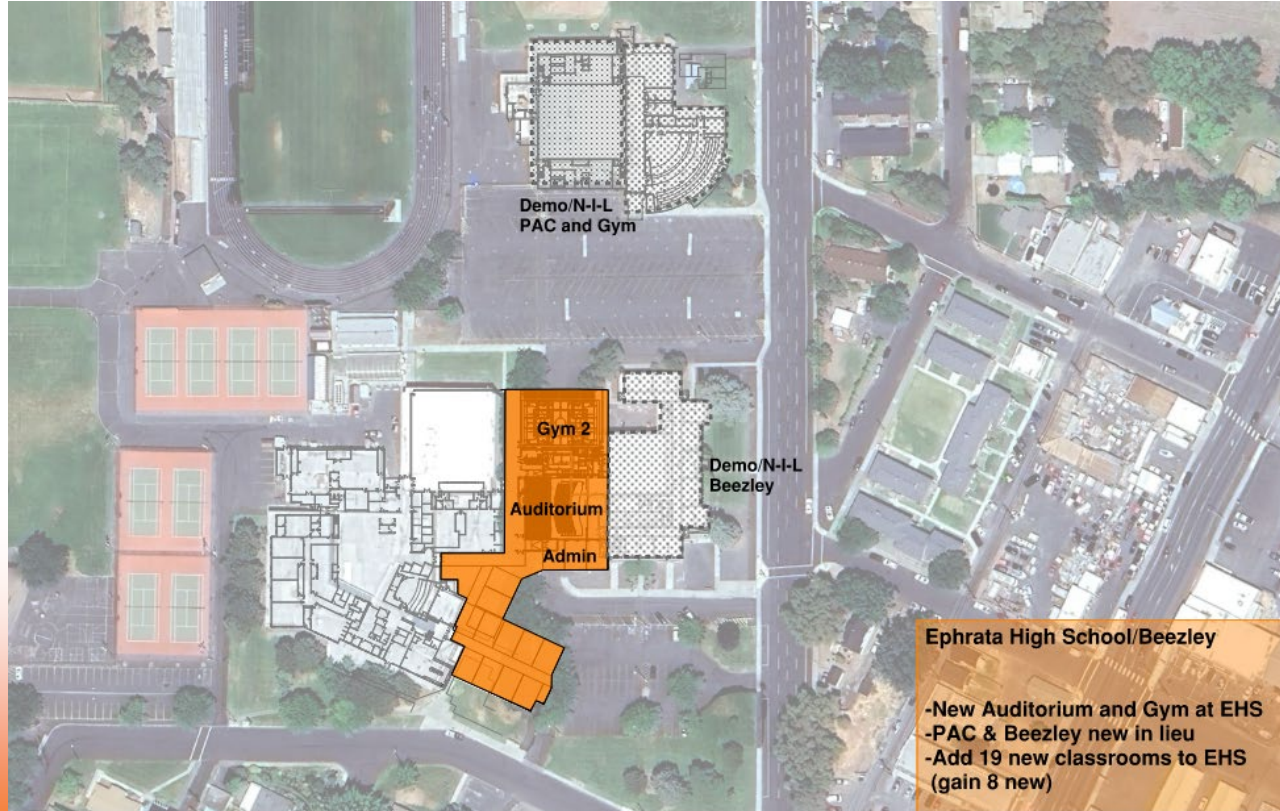 Demo/N-I-L
PAC and Gym
Gym 2
Demo/N-I-L
Beezley
Auditorium
Admin
Ephrata High School/Beezley
-New Auditorium and Gym at EHS
-PAC & Beezley new in lieu
-Add 19 new classrooms to EHS
(gain 8 new)